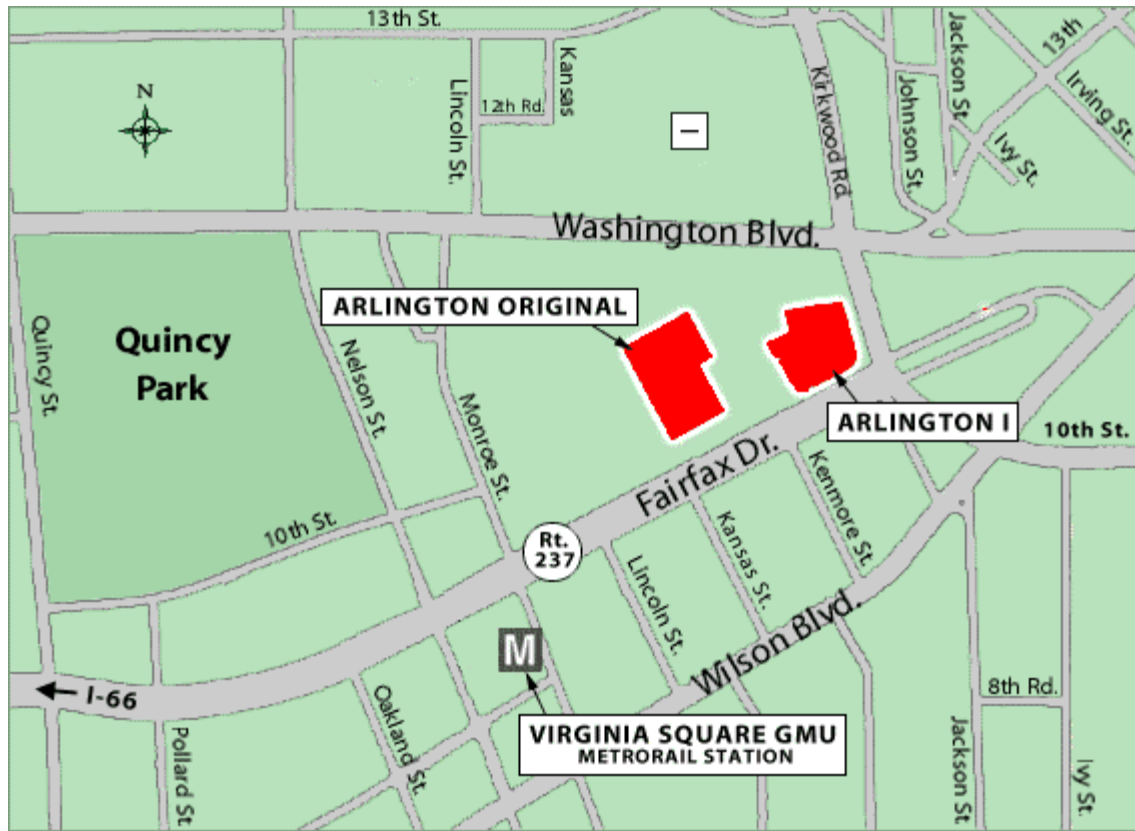 13th St.
N
Lincoln St.
Kansas
12th Rd.
Kirkwood Rd.
Johnson St.
Jackson St.
13th
Irving St.
Ivy St.
Washington Blvd.
ARLINGTON ORIGINAL
Quincy
Park
Quincy St.
Nelson St.
Monroe St.
ARLINGTON I
10th St.
Fairfax Dr.
Kenmore St.
Kansas St.
Lincoln St.
10th St.
Rt.
237
Wilson Blvd.
M
I-66
8th Rd.
Pollard St.
Oakland St.
VIRGINIA SQUARE GMU
METRORAIL STATION
Jackson St.
Ivy St.